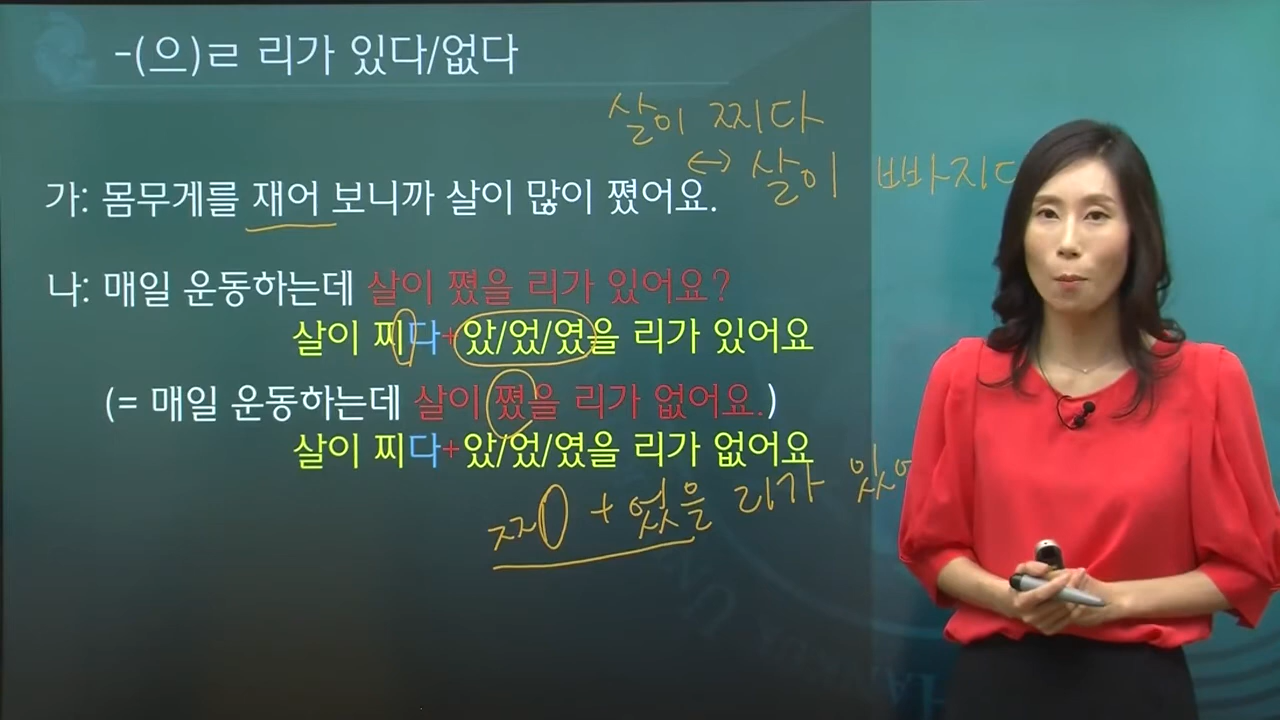 -(으)ㄹ 리가 있다/없다
살이 찌다
↔ 살이 빠지다
가: 몸무게를 재어 보니까 살이 많이 쪘어요.
나: 매일 운동하는데 살이 쪘을 리가 있어요?
살이 찌다+았/었/였을 리가 있어요
(= 매일 운동하는데 살이 쪘을 리가 없어요.)
살이 찌다+았/었/였을 리가 없어요
찌 + 었을 리가